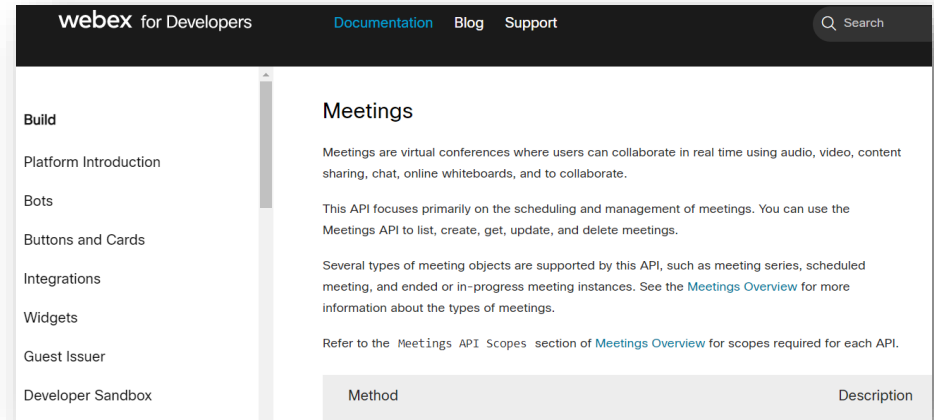 webex for Developers
Documentation Blog Support
Search
Build
Platform Introduction
Bots
Buttons and Cards
Integrations
Widgets
Guest Issuer
Developer Sandbox
Meetings
Meetings are virtual conferences where users can collaborate in real time using audio, video, content
sharing, chat, online whiteboards, and to collaborate.
This API focuses primarily on the scheduling and management of meetings. You can use the
Meetings API to list, create, get, update, and delete meetings.
Several types of meeting objects are supported by this API, such as meeting series, scheduled
meeting, and ended or in-progress meeting instances. See the Meetings Overview for more
information about the types of meetings.
Refer to the Meetings API Scopes section of Meetings Overview for scopes required for each API.
Method Description